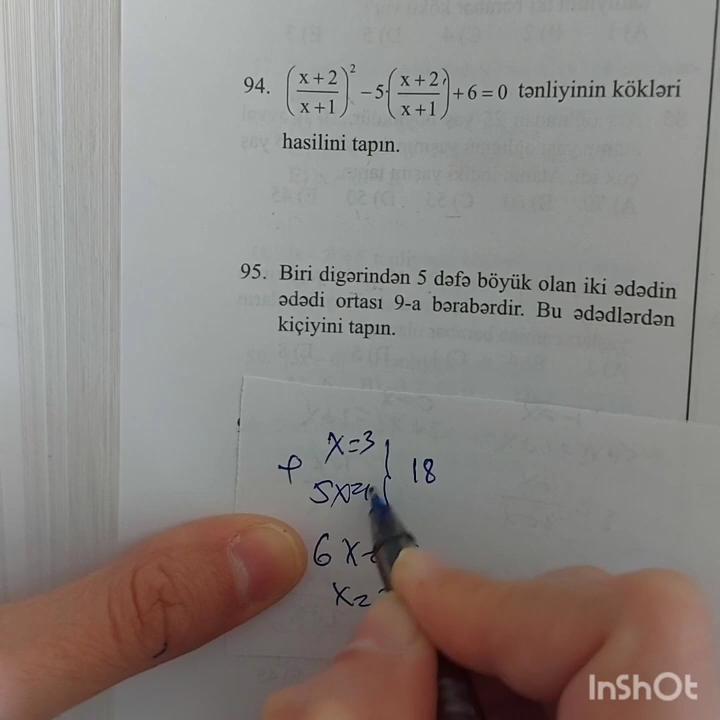 94. ((x+2)/(x+1))² − 5·((x+2)/(x+1)) + 6 = 0 tənliyinin kökləri
hasilini tapın.
95. Biri digərindən 5 dəfə böyük olan iki ədədin
ədədi ortası 9-a bərabərdir. Bu ədədlərdən
kiçiyini tapın.
x=3
18
5x=
6x
x=
InShOt